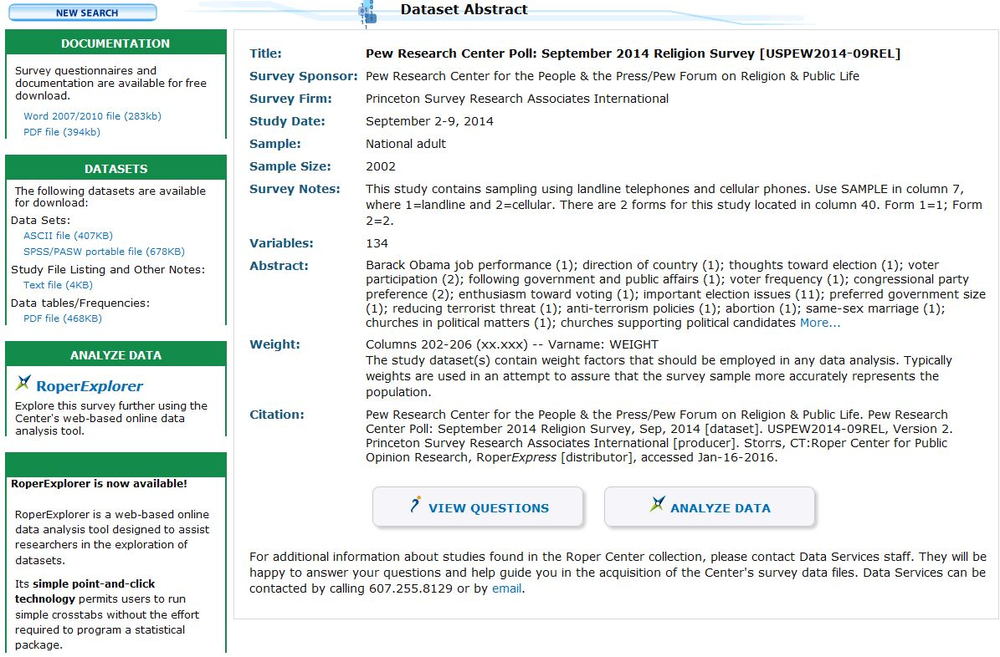 NEW SEARCH
Dataset Abstract
DOCUMENTATION
Survey questionnaires and
documentation are available for free
download.
Word 2007/2010 file (283kb)
PDF file (394kb)
DATASETS
The following datasets are available
for download:
Data Sets:
ASCII file (407KB)
SPSS/PASW portable file (678KB)
Study File Listing and Other Notes:
Text file (4KB)
Data tables/Frequencies:
PDF file (468KB)
ANALYZE DATA
RoperExplorer
Explore this survey further using the
Center's web-based online data
analysis tool.
RoperExplorer is now available!
RoperExplorer is a web-based online
data analysis tool designed to assist
researchers in the exploration of
datasets.
Its simple point-and-click
technology permits users to run
simple crosstabs without the effort
required to program a statistical
package.
Title: Pew Research Center Poll: September 2014 Religion Survey [USPEW2014-09REL]
Survey Sponsor: Pew Research Center for the People & the Press/Pew Forum on Religion & Public Life
Survey Firm: Princeton Survey Research Associates International
Study Date: September 2-9, 2014
Sample: National adult
Sample Size: 2002
Survey Notes: This study contains sampling using landline telephones and cellular phones. Use SAMPLE in column 7,
where 1=landline and 2=cellular. There are 2 forms for this study located in column 40. Form 1=1; Form
2=2.
Variables: 134
Abstract: Barack Obama job performance (1); direction of country (1); thoughts toward election (1); voter
participation (2); following government and public affairs (1); voter frequency (1); congressional party
preference (2); enthusiasm toward voting (1); important election issues (11); preferred government size
(1); reducing terrorist threat (1); anti-terrorism policies (1); abortion (1); same-sex marriage (1);
churches in political matters (1); churches supporting political candidates More...
Weight: Columns 202-206 (xx.xxx) -- Varname: WEIGHT
The study dataset(s) contain weight factors that should be employed in any data analysis. Typically
weights are used in an attempt to assure that the survey sample more accurately represents the
population.
Citation: Pew Research Center for the People & the Press/Pew Forum on Religion & Public Life. Pew Research
Center Poll: September 2014 Religion Survey, Sep, 2014 [dataset]. USPEW2014-09REL, Version 2.
Princeton Survey Research Associates International [producer]. Storrs, CT:Roper Center for Public
Opinion Research, RoperExpress [distributor], accessed Jan-16-2016.
VIEW QUESTIONS
ANALYZE DATA
For additional information about studies found in the Roper Center collection, please contact Data Services staff. They will be
happy to answer your questions and help guide you in the acquisition of the Center's survey data files. Data Services can be
contacted by calling 607.255.8129 or by email.